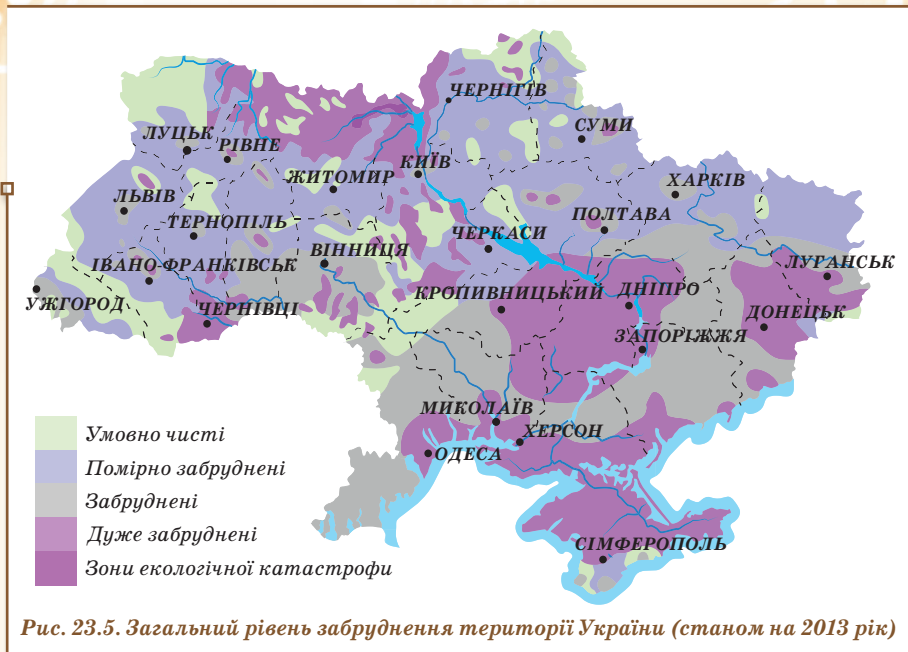 ЧЕРНІГІВ
СУМИ
ЛУЦЬК
РІВНЕ
КИЇВ
ЖИТОМИР
ХАРКІВ
ЛЬВІВ
ПОЛТАВА
ТЕРНОПІЛЬ
ЧЕРКАСИ
ВІННИЦЯ
ІВАНО-ФРАНКІВСЬК
ЛУГАНСЬК
КРОПИВНИЦЬКИЙ
ДНІПРО
УЖГОРОД
ЧЕРНІВЦІ
ДОНЕЦЬК
ЗАПОРІЖЖЯ
МИКОЛАЇВ
ХЕРСОН
ОДЕСА
СІМФЕРОПОЛЬ
Умовно чисті
Помірно забруднені
Забруднені
Дуже забруднені
Зони екологічної катастрофи
Рис. 23.5. Загальний рівень забруднення території України (станом на 2013 рік)